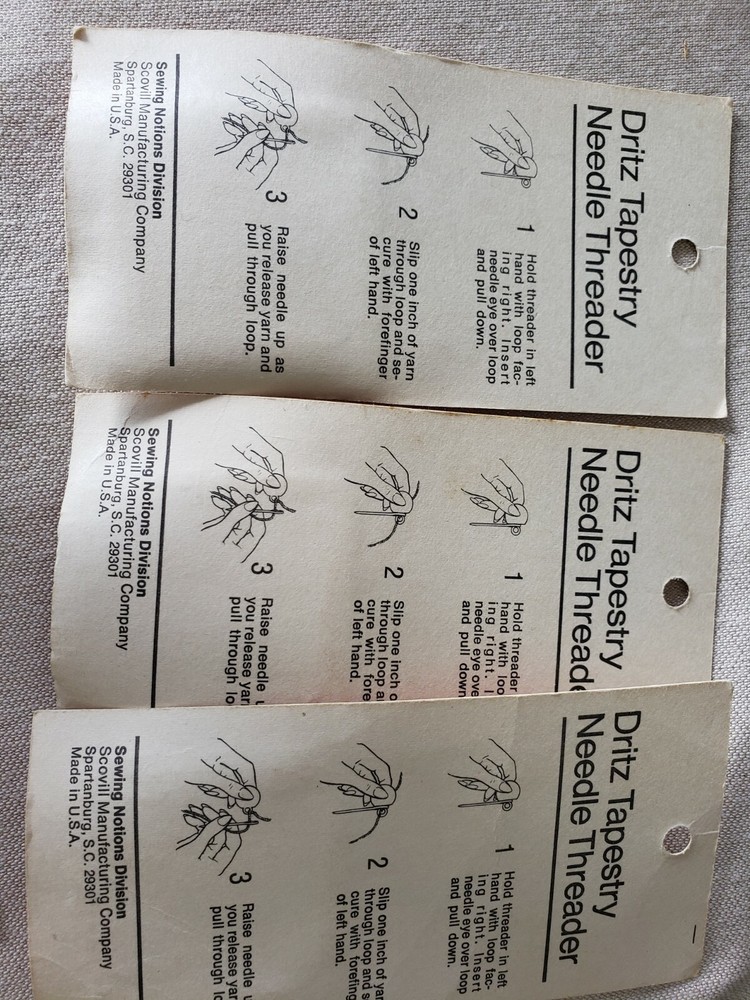 Dritz Tapestry
Needle Threader
1
Hold threader in left
hand with loop fac-
ing right. Insert
needle eye over loop
and pull down.
2
Slip one inch of yarn
through loop and se-
cure with forefinger
of left hand.
3
Raise needle up as
you release yarn and
pull through loop.
Sewing Notions Division
Scovill Manufacturing Company
Spartanburg, S.C. 29301
Made in U.S.A.
Dritz Tapestry
Needle Threade
1
Hold threader
hand with loo
ing right. I
needle eye ove
and pull down
2
Slip one inch o
through loop a
cure with fore
of left hand.
3
Raise needle u
you release yar
pull through lo
Sewing Notions Division
Scovill Manufacturing Company
Spartanburg, S.C. 29301
Made in U.S.A.
Dritz Tapestry
Needle Threader
1
Hold threader in left
hand with loop fac-
ing right. Insert
needle eye over loop
and pull down.
2
Slip one inch of yar
through loop and s
cure with forefing
of left hand.
3
Raise needle u
you release yar
pull through lo
Sewing Notions Division
Scovill Manufacturing Company
Spartanburg, S.C. 29301
Made in U.S.A.